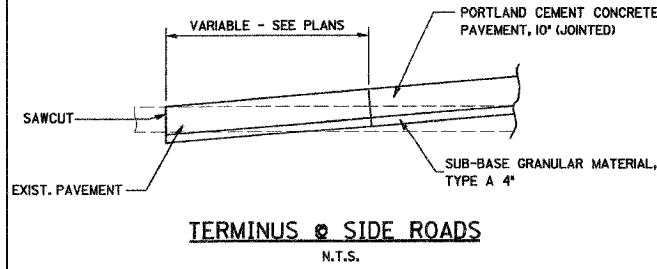 VARIABLE - SEE PLANS
PORTLAND CEMENT CONCRETE
PAVEMENT, 10" (JOINTED)
SAWCUT
EXIST. PAVEMENT
SUB-BASE GRANULAR MATERIAL,
TYPE A 4"
TERMINUS @ SIDE ROADS
N.T.S.